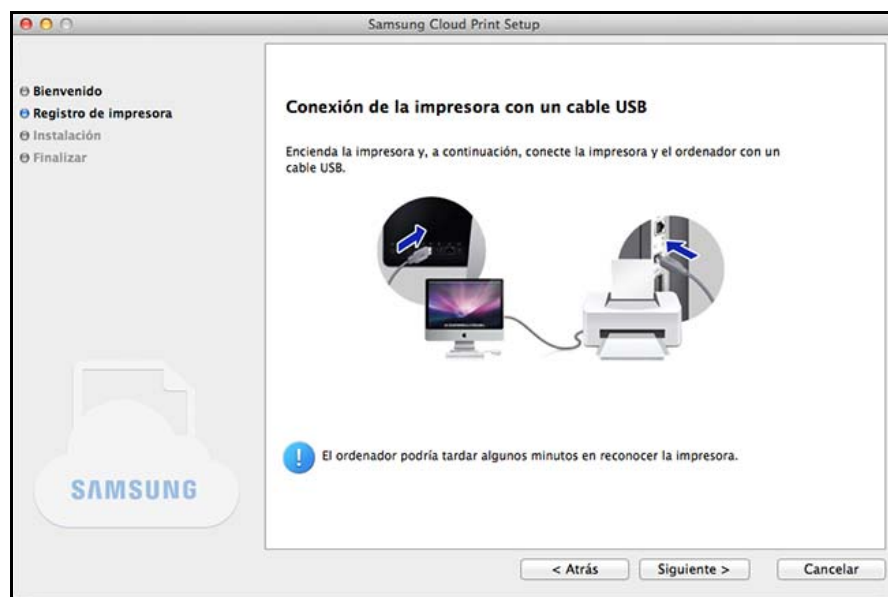 Samsung Cloud Print Setup
Bienvenido
Registro de impresora
Instalación
Finalizar
Conexión de la impresora con un cable USB
Encienda la impresora y, a continuación, conecte la impresora y el ordenador con un
cable USB.
El ordenador podría tardar algunos minutos en reconocer la impresora.
SAMSUNG
< Atrás
Siguiente >
Cancelar